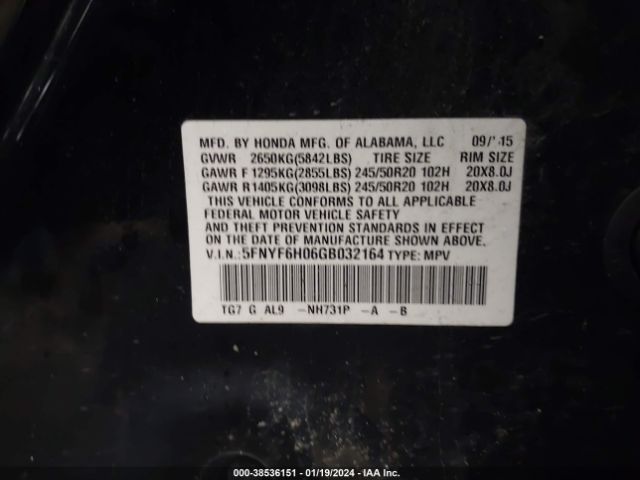 MFD. BY HONDA MFG. OF ALABAMA, LLC 09/15
GVWR 2650KG(5842LBS) TIRE SIZE RIM SIZE
GAWR F 1295KG(2855LBS) 245/50R20 102H 20X8.0J
GAWR R 1405KG(3098LBS) 245/50R20 102H 20X8.0J
THIS VEHICLE CONFORMS TO ALL APPLICABLE
FEDERAL MOTOR VEHICLE SAFETY
AND THEFT PREVENTION STANDARDS IN EFFECT ON
THE DATE OF MANUFACTURE SHOWN ABOVE.
V.I.N.: 5FNYF6H06GB032164 TYPE: MPV
TG7 G AL9 -NH731P -A -B
000-38536151 - 01/19/2024 - IAA Inc.